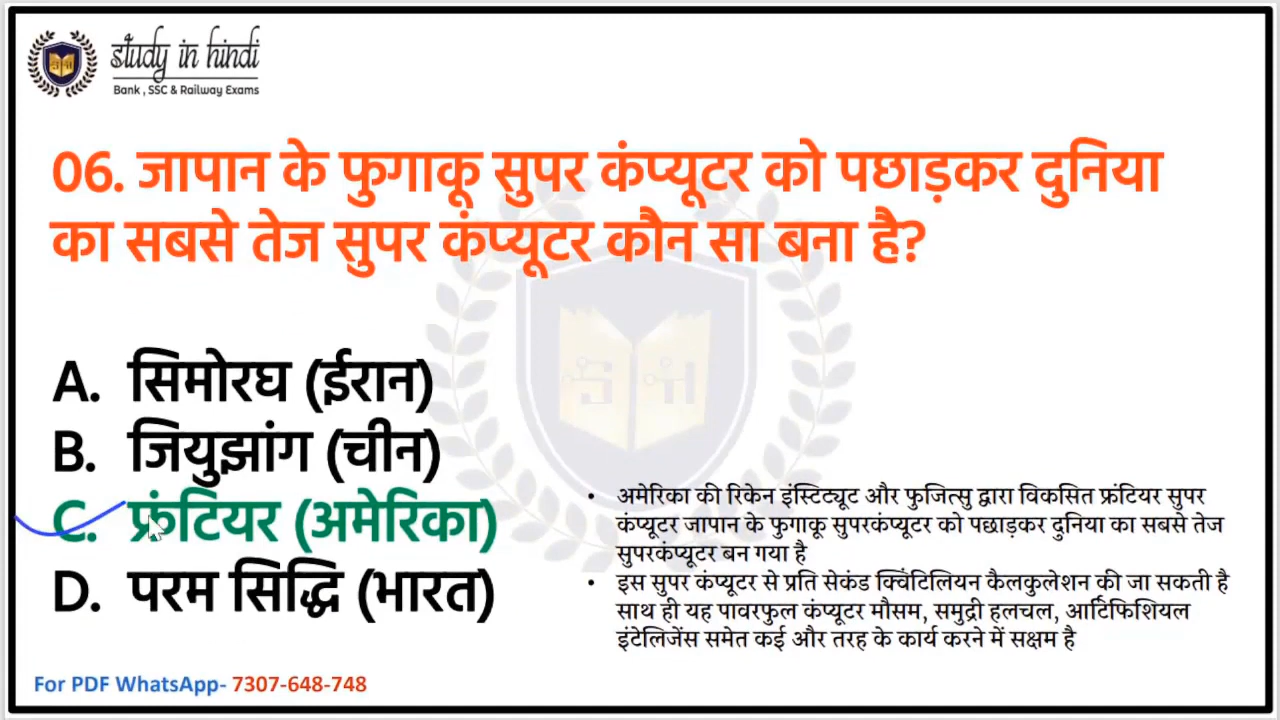 study in hindi
Bank , SSC & Railway Exams
06. जापान के फुगाकू सुपर कंप्यूटर को पछाड़कर दुनिया
का सबसे तेज सुपर कंप्यूटर कौन सा बना है?
A. सिमोरघ (ईरान)
B. जियुझांग (चीन)
C. फ्रंटियर (अमेरिका)
D. परम सिद्धि (भारत)
• अमेरिका की रिकेन इंस्टिट्यूट और फुजित्सु द्वारा विकसित फ्रंटियर सुपर
कंप्यूटर जापान के फुगाकू सुपरकंप्यूटर को पछाड़कर दुनिया का सबसे तेज
सुपरकंप्यूटर बन गया है
• इस सुपर कंप्यूटर से प्रति सेकंड क्विंटिलियन कैलकुलेशन की जा सकती है
साथ ही यह पावरफुल कंप्यूटर मौसम, समुद्री हलचल, आर्टिफिशियल
इंटेलिजेंस समेत कई और तरह के कार्य करने में सक्षम है
For PDF WhatsApp- 7307-648-748